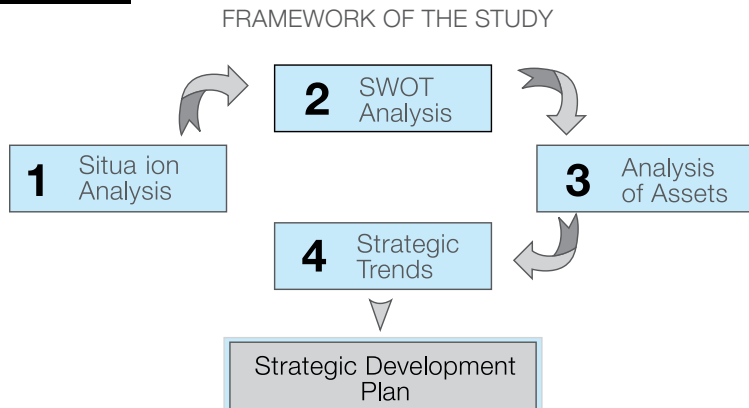 FRAMEWORK OF THE STUDY
1 Situa ion
Analysis
2 SWOT
Analysis
3 Analysis
of Assets
4 Strategic
Trends
Strategic Development
Plan